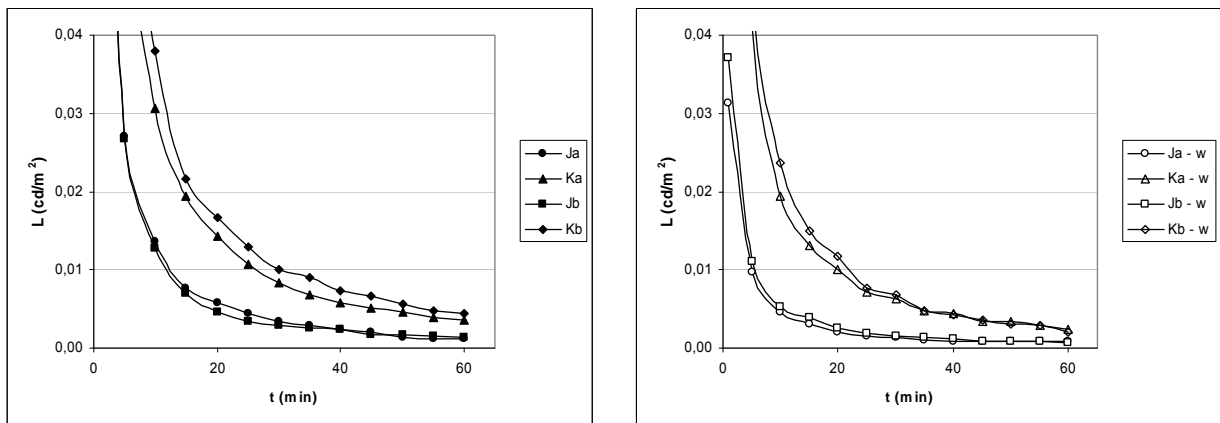 0,04
0,03
0,02
0,01
0,00
L (cd/m²)
0
20
40
60
t (min)
Ja
Ka
Jb
Kb
0,04
0,03
0,02
0,01
0,00
L (cd/m²)
0
20
40
60
t (min)
Ja - w
Ka - w
Jb - w
Kb - w